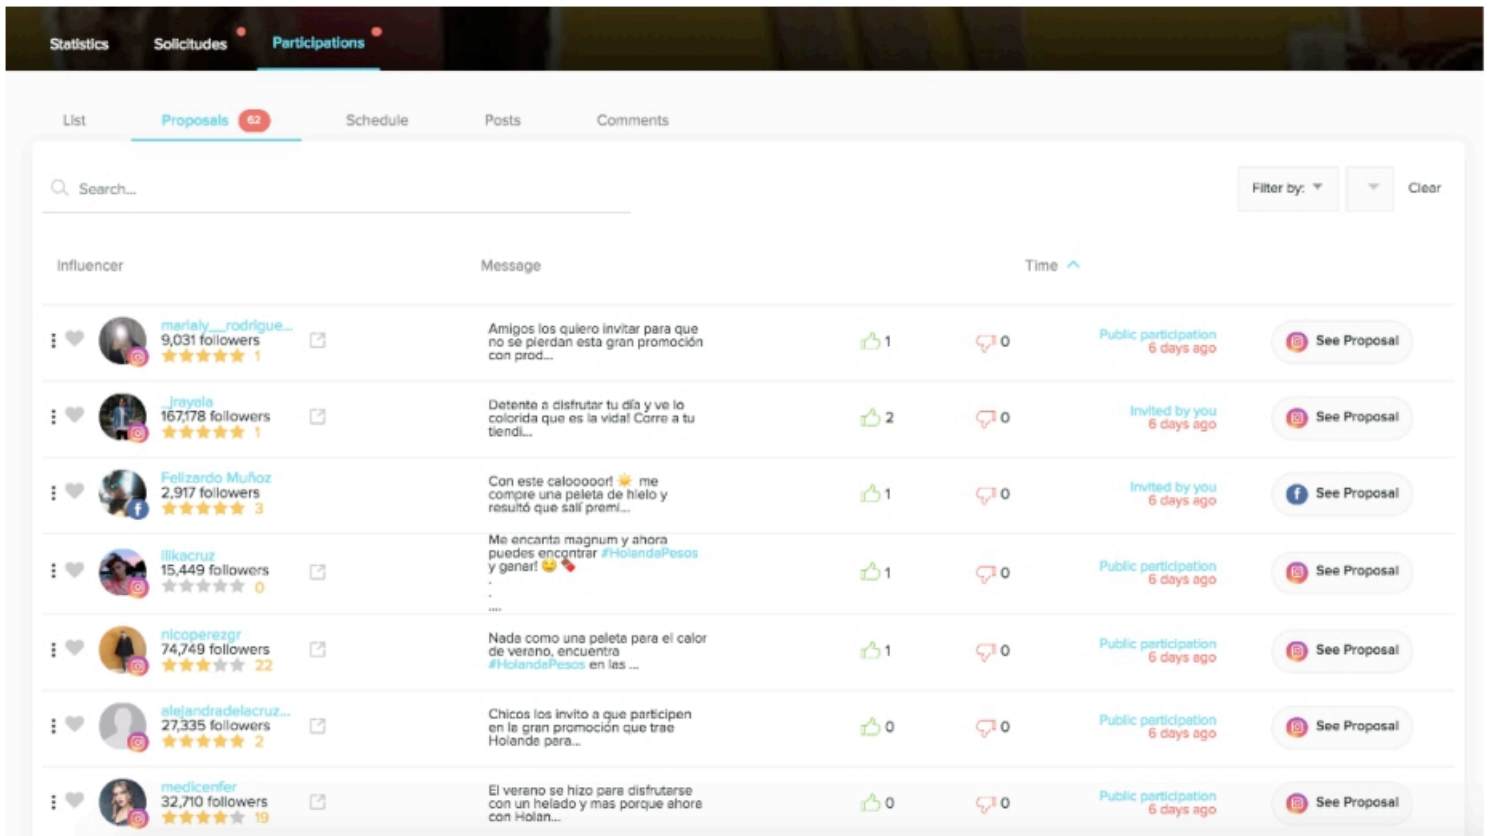 Statistics
Solicitudes
Participations
List
Proposals 62
Schedule
Posts
Comments
Search...
Filter by:
Clear
Influencer
Message
Time
marialy__rodrigue...
9,031 followers
1
Amigos los quiero invitar para que
no se pierdan esta gran promoción
con prod...
1
0
Public participation
6 days ago
See Proposal
_jrayala
167,178 followers
1
Detente a disfrutar tu día y ve lo
colorida que es la vida! Corre a tu
tiendi...
2
0
Invited by you
6 days ago
See Proposal
Felizardo Muñoz
2,917 followers
3
Con este calooooor! ☀️ me
compre una paleta de hielo y
resultó que salí premi...
1
0
Invited by you
6 days ago
See Proposal
ilikacruz
15,449 followers
0
Me encanta magnum y ahora
puedes encontrar #HolandaPesos
y ganar! 😋 🍫
.
.
....
1
0
Public participation
6 days ago
See Proposal
nicoperezgr
74,749 followers
22
Nada como una paleta para el calor
de verano, encuentra
#HolandaPesos en las ...
1
0
Public participation
6 days ago
See Proposal
alejandradelacruz...
27,335 followers
2
Chicos los invito a que participen
en la gran promoción que trae
Holanda para...
0
0
Public participation
6 days ago
See Proposal
medicenfer
32,710 followers
19
El verano se hizo para disfrutarse
con un helado y mas porque ahora
con Holan...
0
0
Public participation
6 days ago
See Proposal